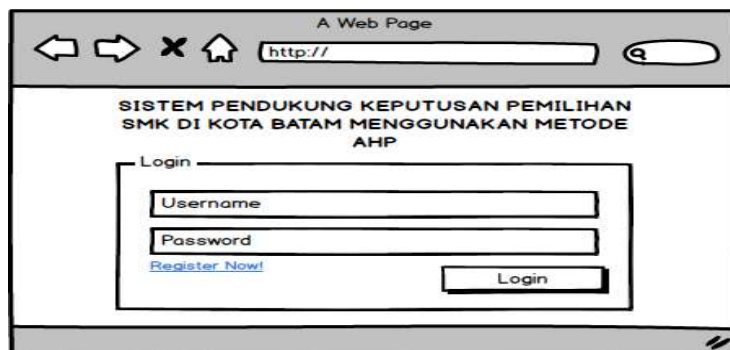 A Web Page
http://
SISTEM PENDUKUNG KEPUTUSAN PEMILIHAN
SMK DI KOTA BATAM MENGGUNAKAN METODE
AHP
Login
Username
Password
Register Now!
Login